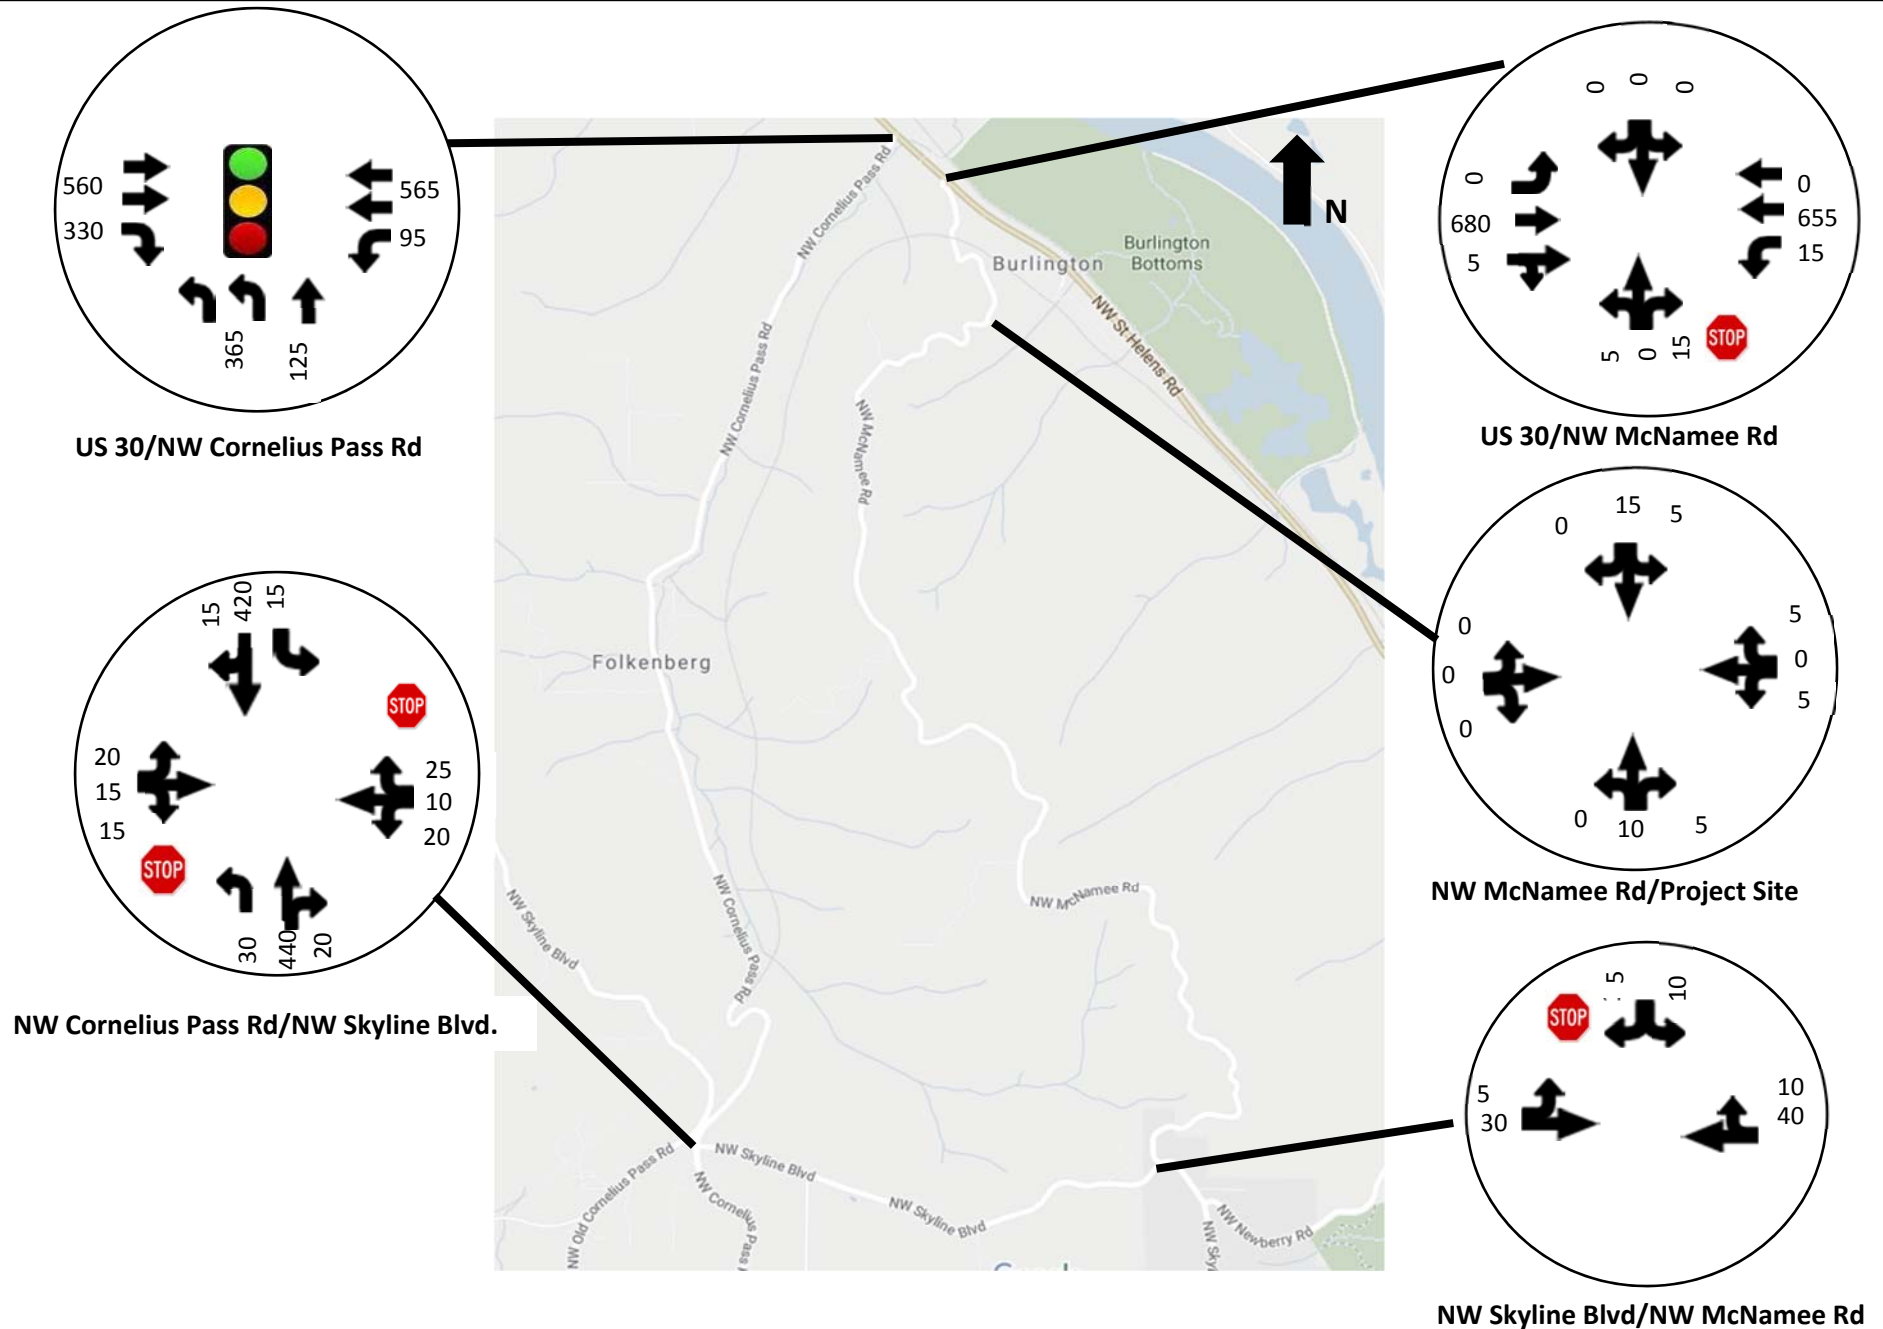 560
330
565
95
365
125
US 30/NW Cornelius Pass Rd
0
0
0
0
680
5
0
655
15
5
0
15
STOP
US 30/NW McNamee Rd
N
NW Cornelius Pass Rd
Burlington
Burlington
Bottoms
NW St Helens Rd
NW Cornelius Pass Rd
NW McNamee Rd
Folkenberg
NW McNamee Rd
NW Skyline Blvd
NW Cornelius Pass Rd
NW Old Cornelius Pass Rd
NW Skyline Blvd
NW Cornelius Pass
NW Skyline Blvd
NW Newberry Rd
NW Sky
0
15
5
0
0
0
5
0
5
0
10
5
NW McNamee Rd/Project Site
15
420
15
STOP
20
15
15
25
10
20
STOP
30
440
20
NW Cornelius Pass Rd/NW Skyline Blvd.
STOP
5
10
5
30
10
40
NW Skyline Blvd/NW McNamee Rd